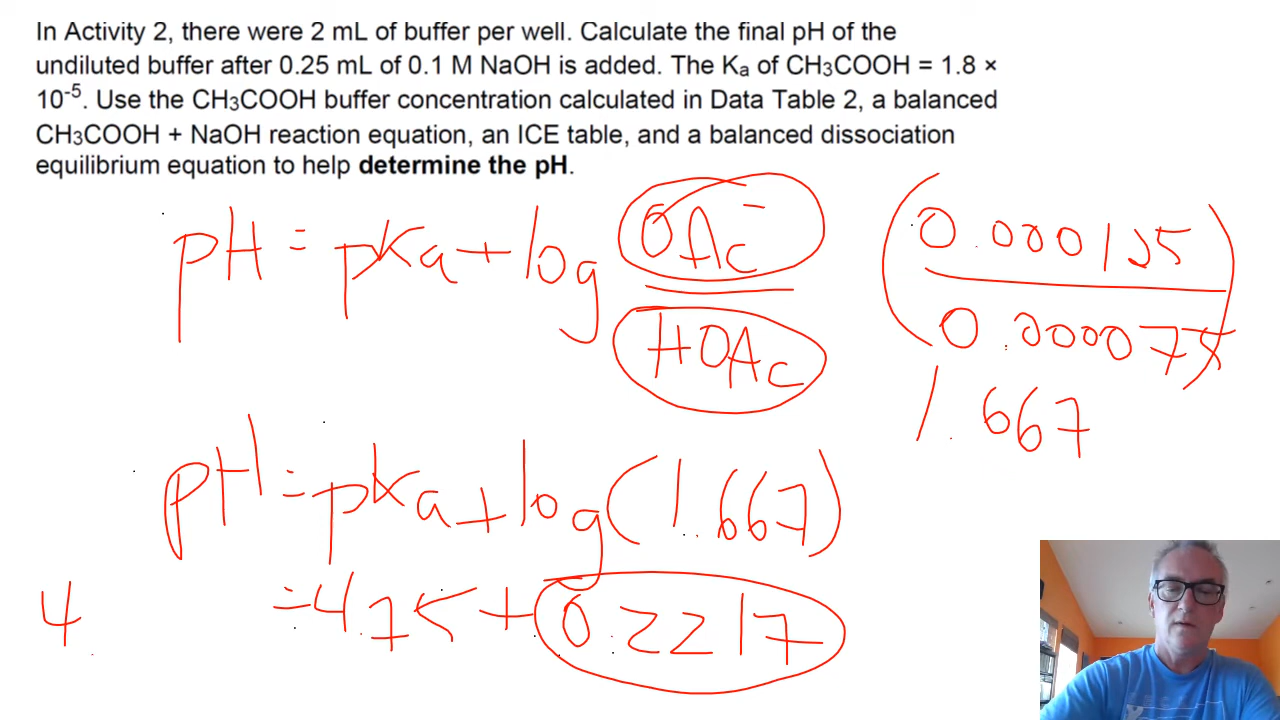 In Activity 2, there were 2 mL of buffer per well. Calculate the final pH of the
undiluted buffer after 0.25 mL of 0.1 M NaOH is added. The Ka of CH3COOH = 1.8 ×
10-5. Use the CH3COOH buffer concentration calculated in Data Table 2, a balanced
CH3COOH + NaOH reaction equation, an ICE table, and a balanced dissociation
equilibrium equation to help determine the pH.
pH = pKa + log OAc-
HOAc
(0.000125
0.000075)
1.667
pH = pKa + log (1.667)
= 4.75 + 0.2217
4